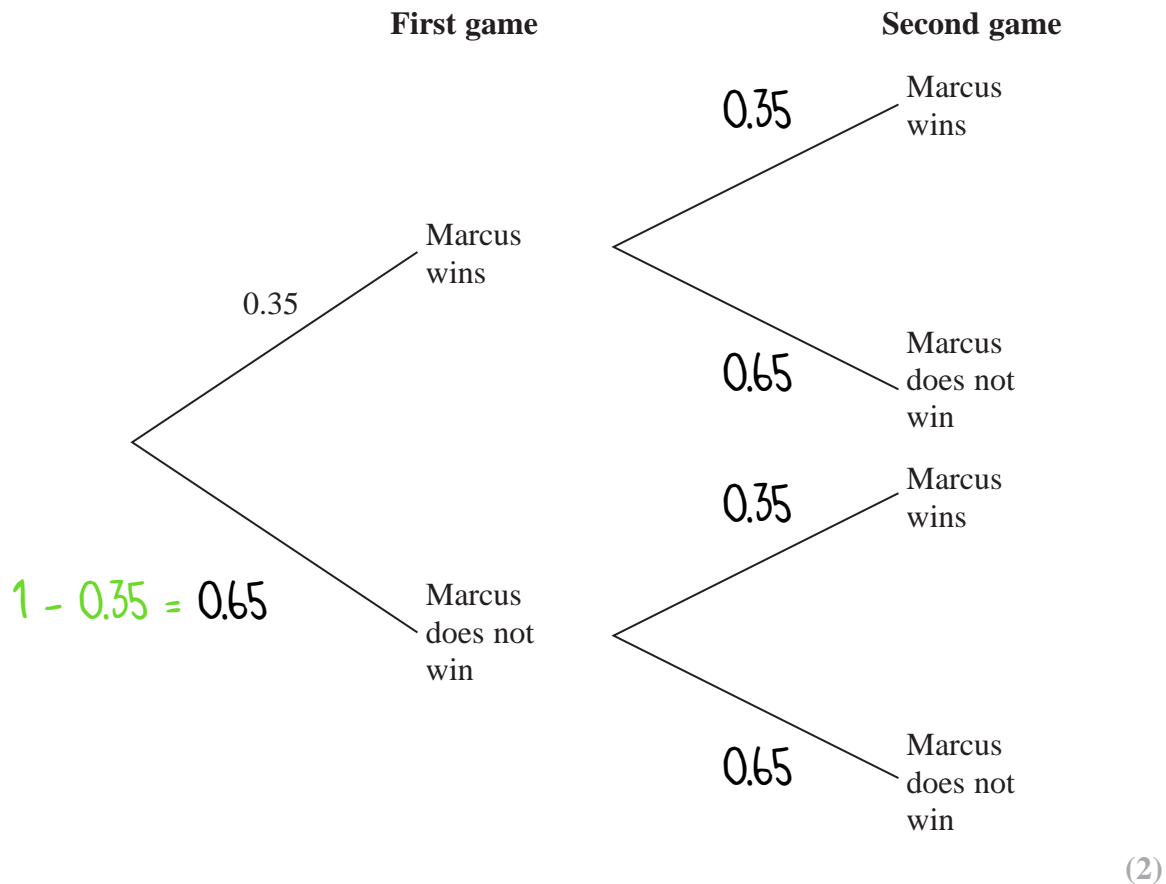 First game
Second game
0.35
Marcus
wins
Marcus
wins
0.35
0.65
Marcus
does not
win
Marcus
wins
0.35
1 - 0.35 = 0.65
Marcus
does not
win
0.65
Marcus
does not
win
(2)